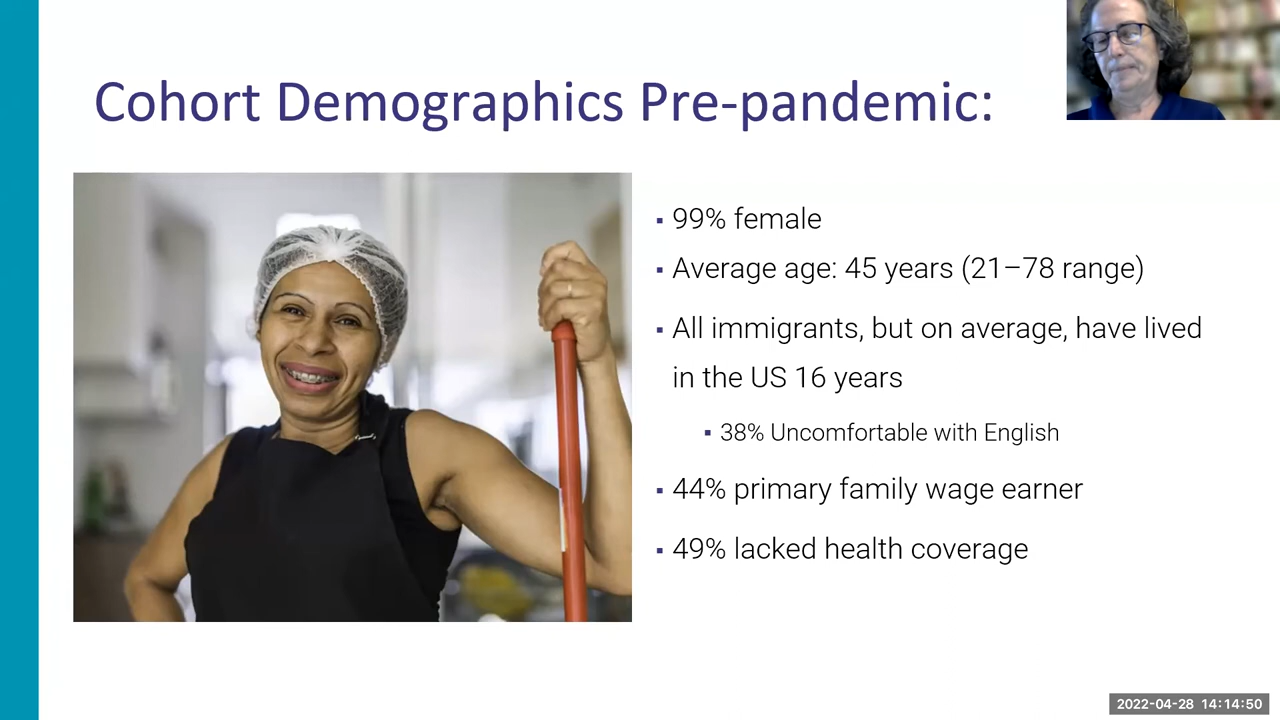 Cohort Demographics Pre-pandemic:
▪ 99% female
▪ Average age: 45 years (21–78 range)
▪ All immigrants, but on average, have lived
in the US 16 years
▪ 38% Uncomfortable with English
▪ 44% primary family wage earner
▪ 49% lacked health coverage
2022-04-28 14:14:50